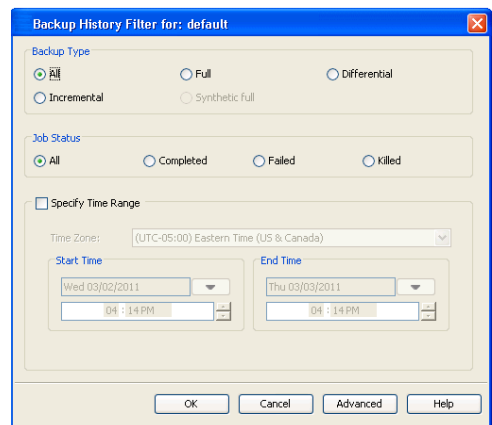 Backup History Filter for: default
Backup Type
All Full Differential
Incremental Synthetic full
Job Status
All Completed Failed Killed
Specify Time Range
Time Zone: (UTC-05:00) Eastern Time (US & Canada)
Start Time
Wed 03/02/2011
04 : 14 PM
End Time
Thu 03/03/2011
04 : 14 PM
OK Cancel Advanced Help